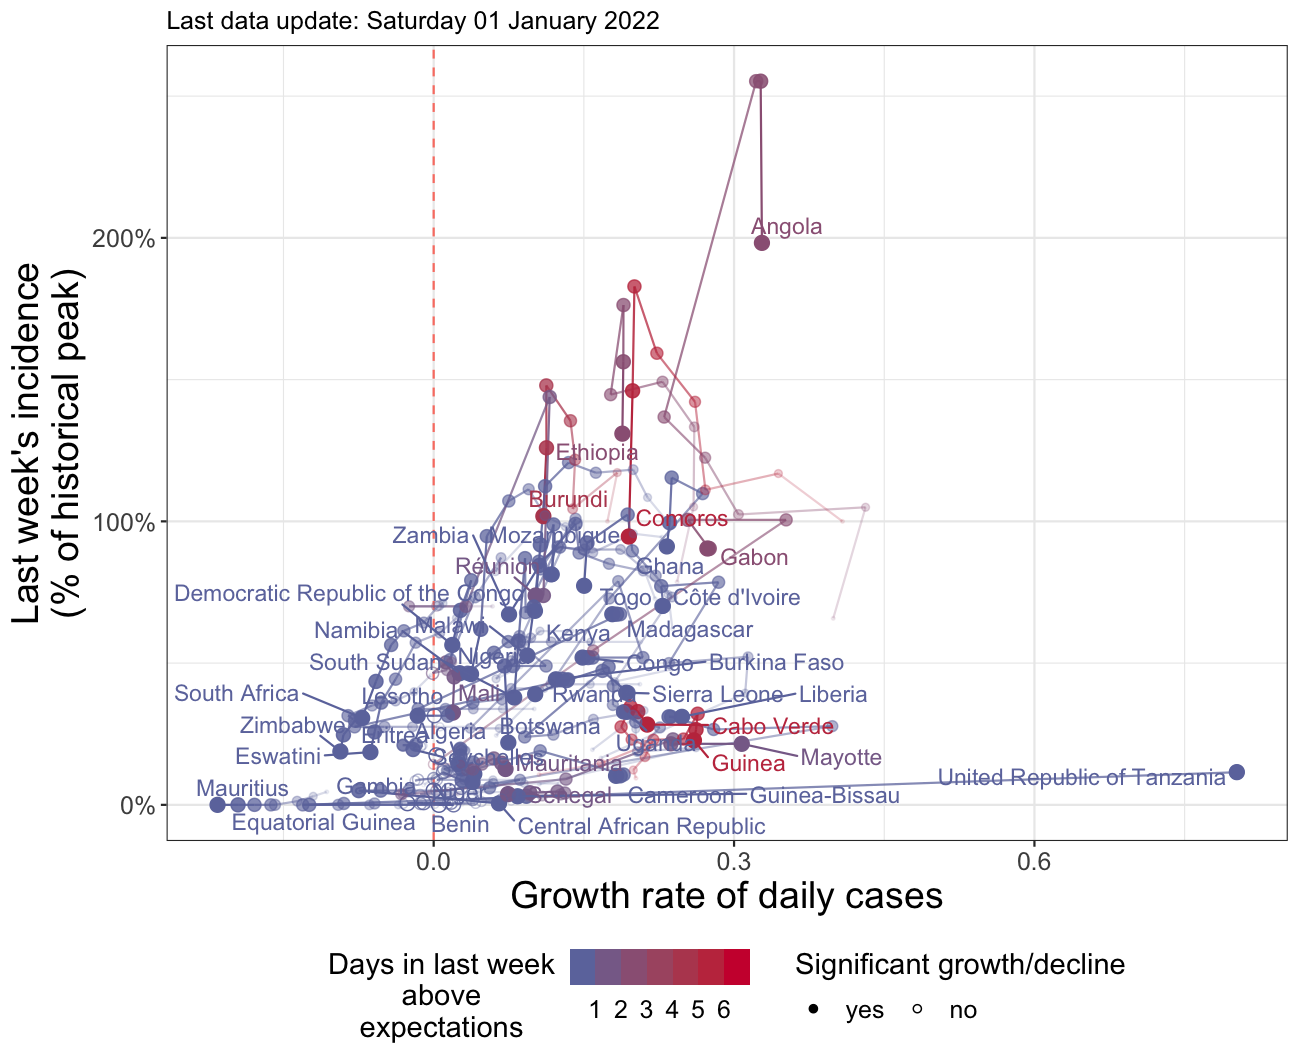 Last data update: Saturday 01 January 2022
Last week's incidence
(% of historical peak)
200%
100%
0%
Angola
Ethiopia
Burundi
Comoros
Zambia
Mozambique
Gabon
Réunion
Ghana
Democratic Republic of the Congo
Togo
Côte d'Ivoire
Namibia
Malawi
Kenya
Madagascar
South Sudan
Nigeria
Congo
Burkina Faso
South Africa
Lesotho
Mali
Rwanda
Sierra Leone
Liberia
Zimbabwe
Eritrea
Algeria
Botswana
Cabo Verde
Eswatini
Seychelles
Uganda
Mauritania
Guinea
Mayotte
United Republic of Tanzania
Mauritius
Gambia
Senegal
Cameroon
Guinea-Bissau
Equatorial Guinea
Benin
Central African Republic
0.0
0.3
0.6
Growth rate of daily cases
Days in last week
above
expectations
1 2 3 4 5 6
Significant growth/decline
yes
no